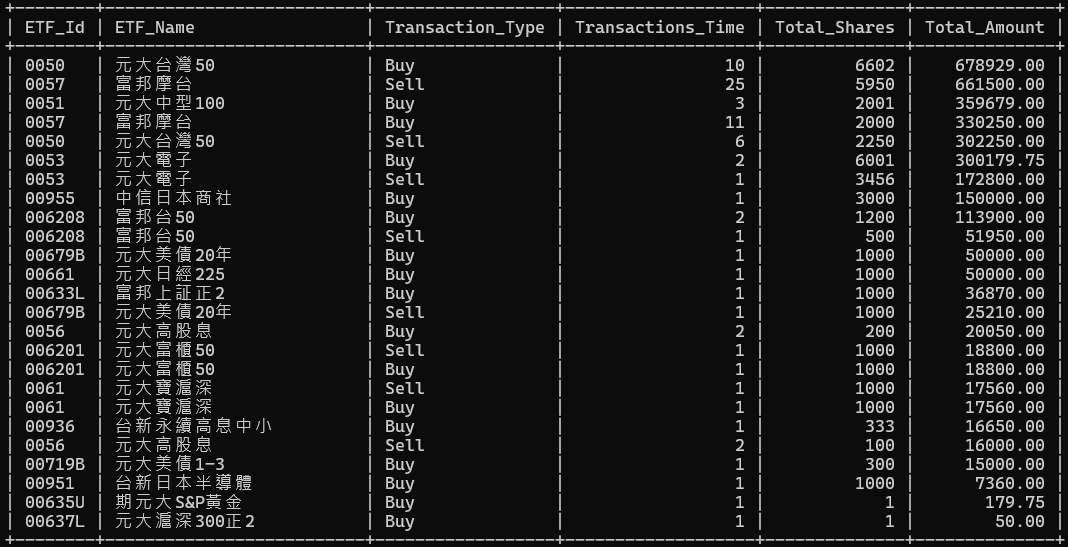 | ETF_Id | ETF_Name | Transaction_Type | Transactions_Time | Total_Shares | Total_Amount |
| 0050 | 元大台灣50 | Buy | 10 | 6602 | 678929.00 |
| 0057 | 富邦摩台 | Sell | 25 | 5950 | 661500.00 |
| 0051 | 元大中型100 | Buy | 3 | 2001 | 359679.00 |
| 0057 | 富邦摩台 | Buy | 11 | 2000 | 330250.00 |
| 0050 | 元大台灣50 | Sell | 6 | 2250 | 302250.00 |
| 0053 | 元大電子 | Buy | 2 | 6001 | 300179.75 |
| 0053 | 元大電子 | Sell | 1 | 3456 | 172800.00 |
| 00955 | 中信日本商社 | Buy | 1 | 3000 | 150000.00 |
| 006208 | 富邦台50 | Buy | 2 | 1200 | 113900.00 |
| 006208 | 富邦台50 | Sell | 1 | 500 | 51950.00 |
| 00679B | 元大美債20年 | Buy | 1 | 1000 | 50000.00 |
| 00661 | 元大日經225 | Buy | 1 | 1000 | 50000.00 |
| 00633L | 富邦上証正2 | Buy | 1 | 1000 | 36870.00 |
| 00679B | 元大美債20年 | Sell | 1 | 1000 | 25210.00 |
| 0056 | 元大高股息 | Buy | 2 | 200 | 20050.00 |
| 006201 | 元大富櫃50 | Sell | 1 | 1000 | 18800.00 |
| 006201 | 元大富櫃50 | Buy | 1 | 1000 | 18800.00 |
| 0061 | 元大寶滬深 | Sell | 1 | 1000 | 17560.00 |
| 0061 | 元大寶滬深 | Buy | 1 | 1000 | 17560.00 |
| 00936 | 台新永續高息中小 | Buy | 1 | 333 | 16650.00 |
| 0056 | 元大高股息 | Sell | 2 | 100 | 16000.00 |
| 00719B | 元大美債1-3 | Buy | 1 | 300 | 15000.00 |
| 00951 | 台新日本半導體 | Buy | 1 | 1000 | 7360.00 |
| 00635U | 期元大S&P黃金 | Buy | 1 | 1 | 179.75 |
| 00637L | 元大滬深300正2 | Buy | 1 | 1 | 50.00 |